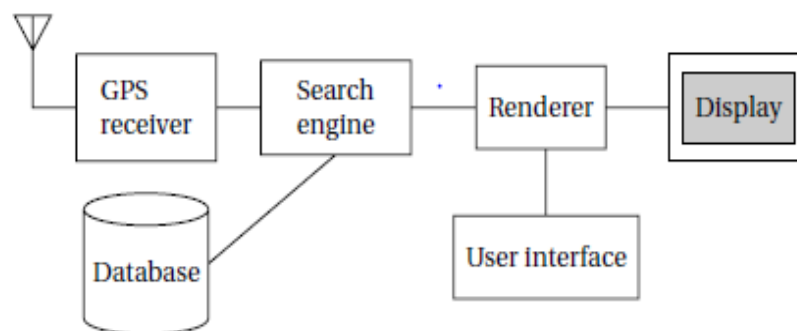 GPS
receiver
Search
engine
Renderer
Display
Database
User interface